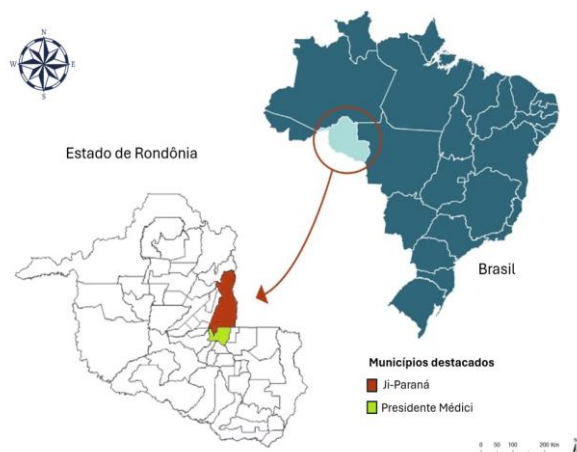 N
W E
S
Estado de Rondônia
Brasil
Municípios destacados
Ji-Paraná
Presidente Médici
0 50 100 200 Km
N